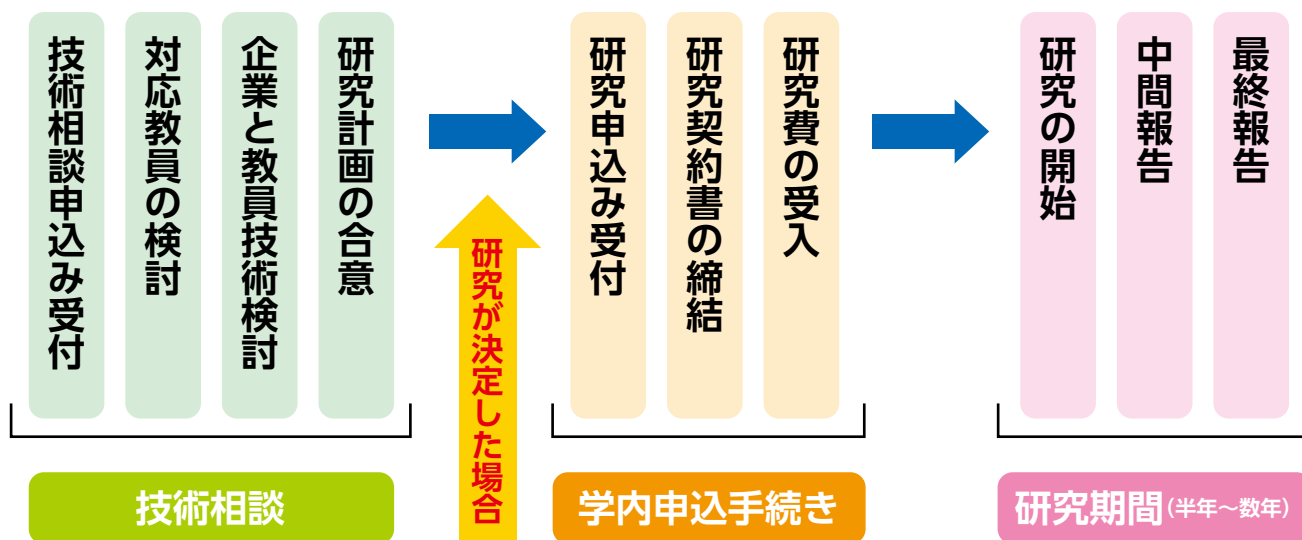 技術相談申込み受付
対応教員の検討
企業と教員技術検討
研究計画の合意
技術相談
研究が決定した場合
研究申込み受付
研究契約書の締結
研究費の受入
学内申込手続き
研究の開始
中間報告
最終報告
研究期間(半年~数年)